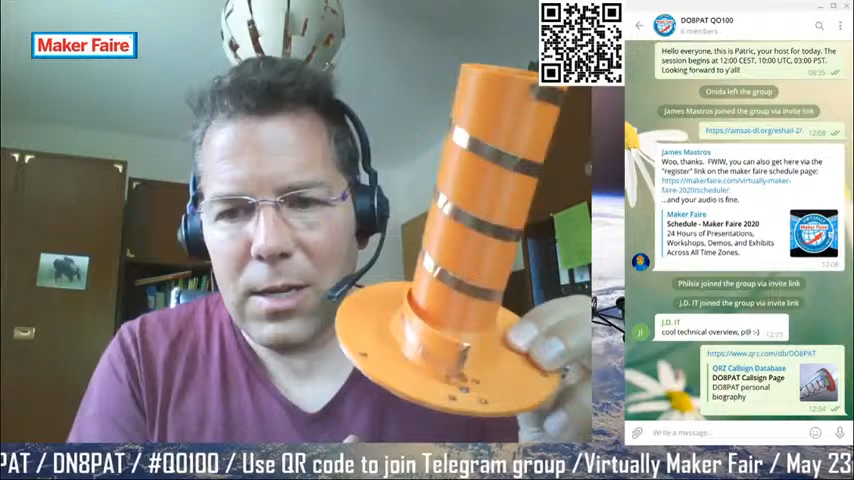 Maker Faire
DO8PAT QO100
6 members
Hello everyone, this is Patric, your host for today. The
session begins at 12:00 CEST, 10:00 UTC, 03:00 PST.
Looking forward to y'all!
08:35
Onida left the group
James Mastros joined the group via invite link
https://amsat-dl.org/eshail-2/
12:08
James Mastros
Woo, thanks. FWIW, you can also get here via the
"register" link on the maker faire schedule page:
https://makerfaire.com/virtually-maker-
faire-2020/schedule/
...and your audio is fine.
Maker Faire
Schedule - Maker Faire 2020
24 Hours of Presentations,
Workshops, Demos, and Exhibits
Across All Time Zones.
VIRTUALLY
Maker Faire
12:08
Philsix joined the group via invite link
J.D. IT joined the group via invite link
J.D. IT
cool technical overview, p@ :-)
JI
https://www.qrz.com/db/DO8PAT
QRZ Callsign Database
DO8PAT Callsign Page
DO8PAT personal
biography
12:34
Write a message...
PAT / DN8PAT / #QO100 / Use QR code to join Telegram group /Virtually Maker Fair / May 23